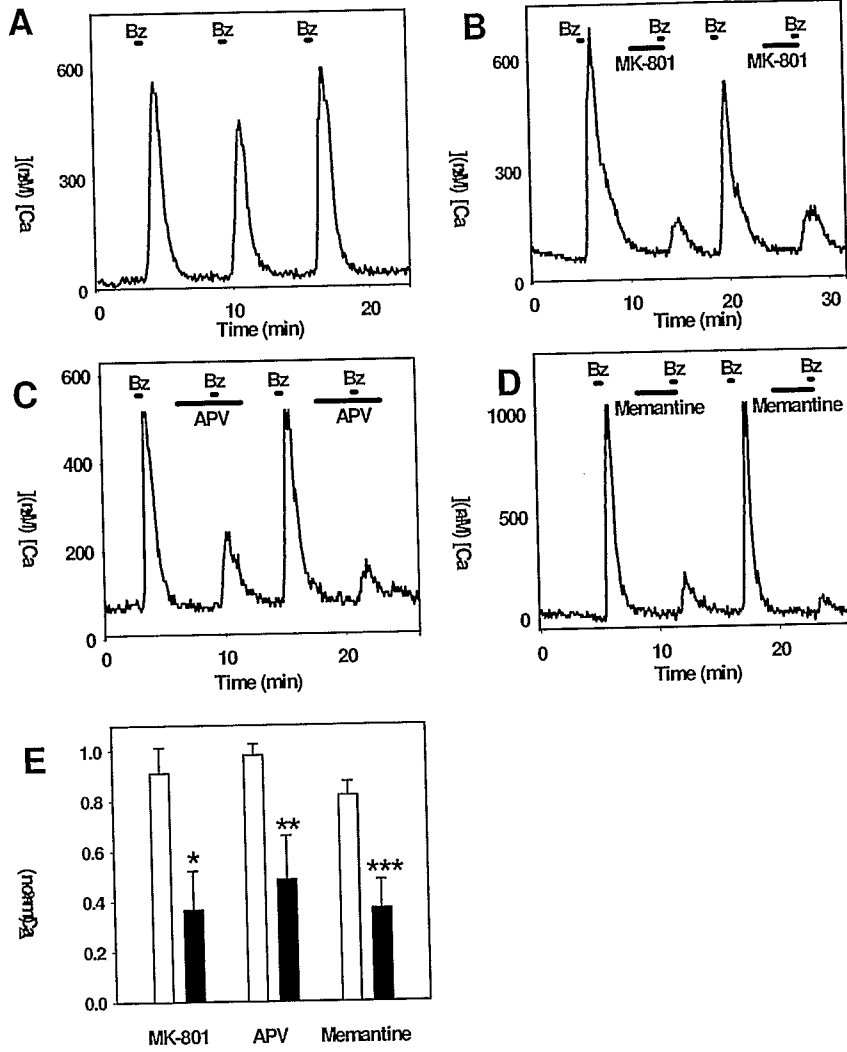 A
Bz Bz Bz
600
300
0
0 10 20
Time (min)
B
Bz Bz Bz Bz
MK-801 MK-801
600
300
0
0 10 20 30
Time (min)
C
Bz Bz Bz Bz
APV APV
600
400
200
0
0 10 20
Time (min)
D
Bz Bz Bz Bz
Memantine Memantine
1000
500
0
0 10 20
Time (min)
E
1.0
0.8
0.6
0.4
0.2
0.0
* ** ***
MK-801 APV Memantine